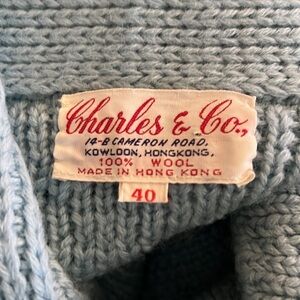 Charles & Co.,
14-B CAMERON ROAD,
KOWLOON, HONGKONG,
100% WOOL
MADE IN HONG KONG
40